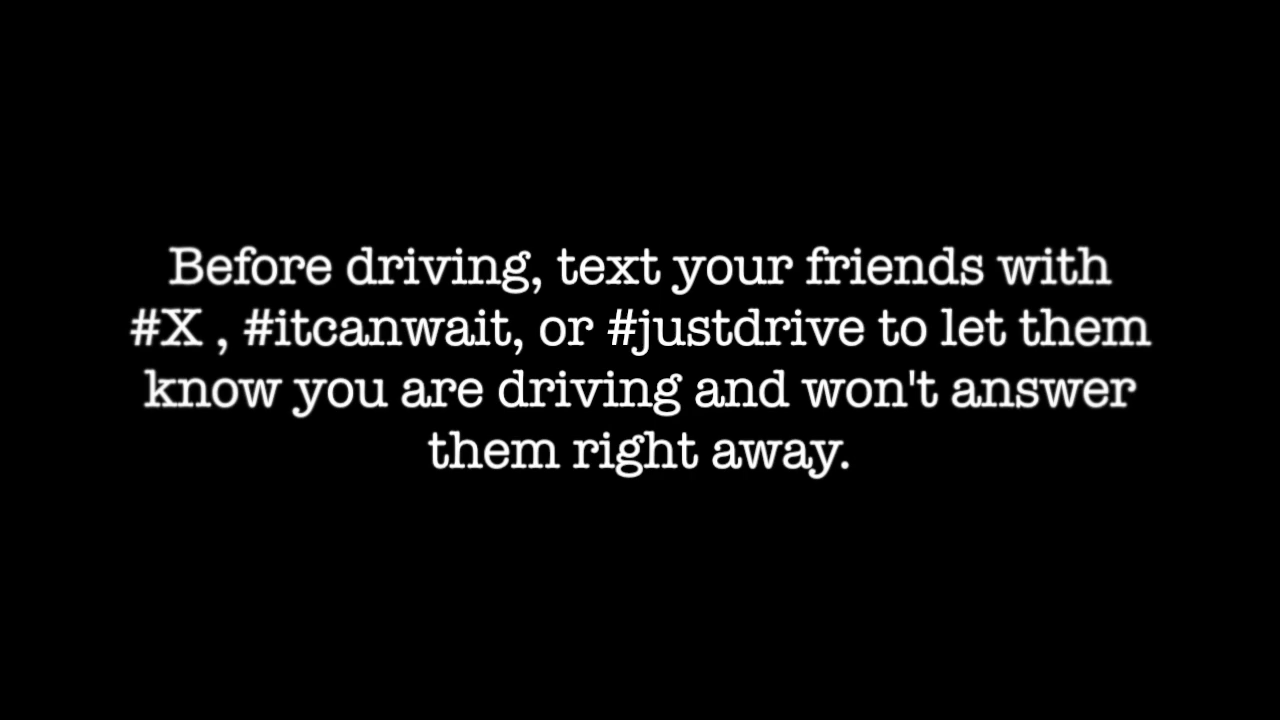 Before driving, text your friends with
#X , #itcanwait, or #justdrive to let them
know you are driving and won't answer
them right away.